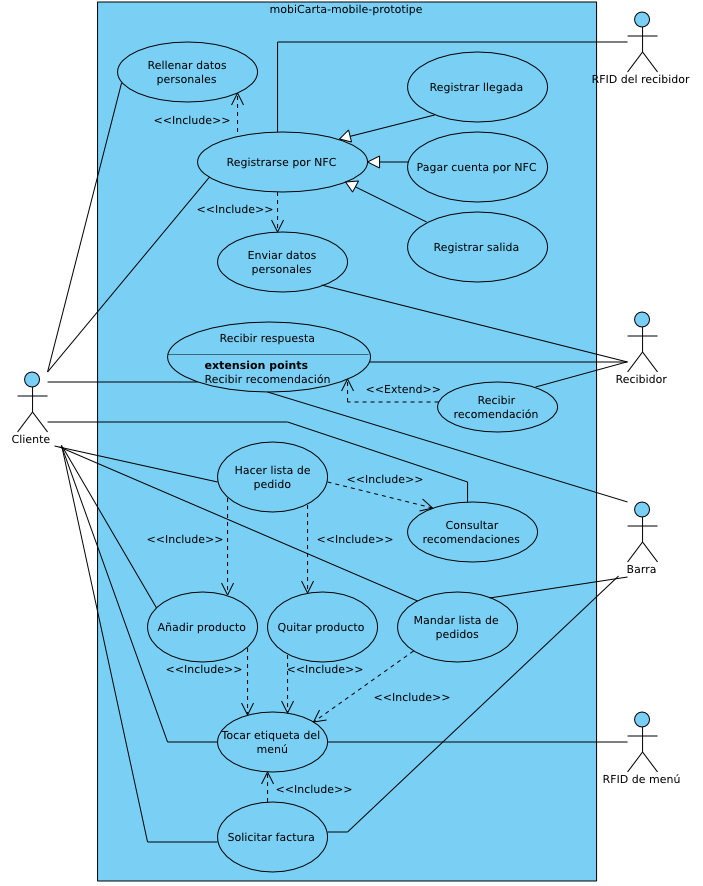 mobiCarta-mobile-prototipe
Rellenar datos
personales
<<Include>>
Registrar llegada
RFID del recibidor
Registrarse por NFC
Pagar cuenta por NFC
<<Include>>
Registrar salida
Enviar datos
personales
Recibir respuesta
extension points
Recibir recomendación
<<Extend>>
Recibir
recomendación
Recibidor
Cliente
Hacer lista de
pedido
<<Include>>
Consultar
recomendaciones
<<Include>>
<<Include>>
Barra
Añadir producto
Quitar producto
Mandar lista de
pedidos
<<Include>>
<<Include>>
<<Include>>
Tocar etiqueta del
menú
RFID de menú
<<Include>>
Solicitar factura